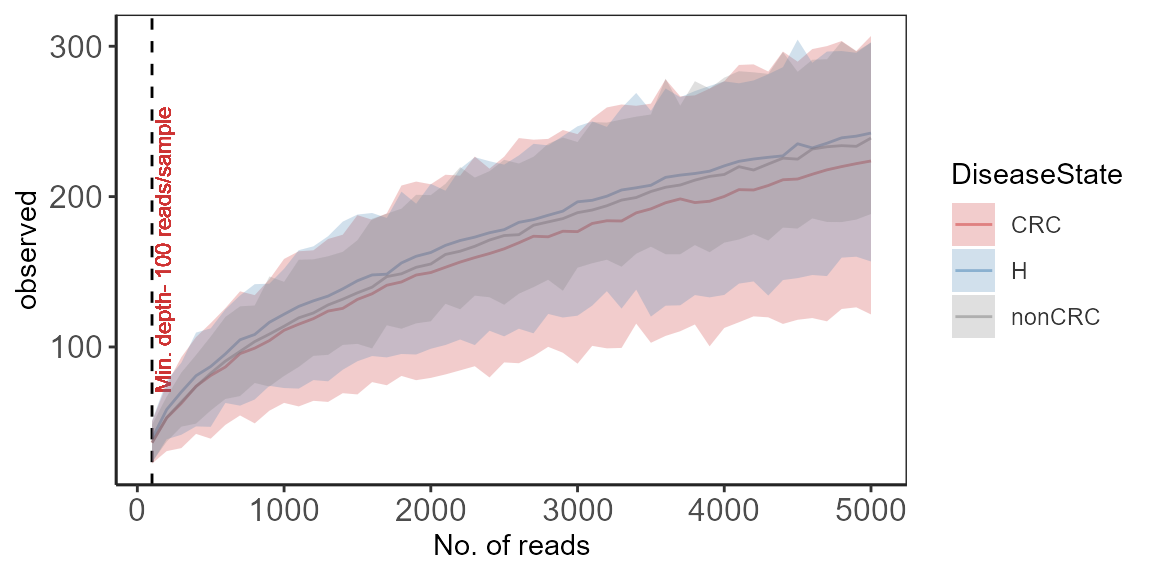 300
200
100
observed
Min. depth- 100 reads/sample
0 1000 2000 3000 4000 5000
No. of reads
DiseaseState
CRC
H
nonCRC